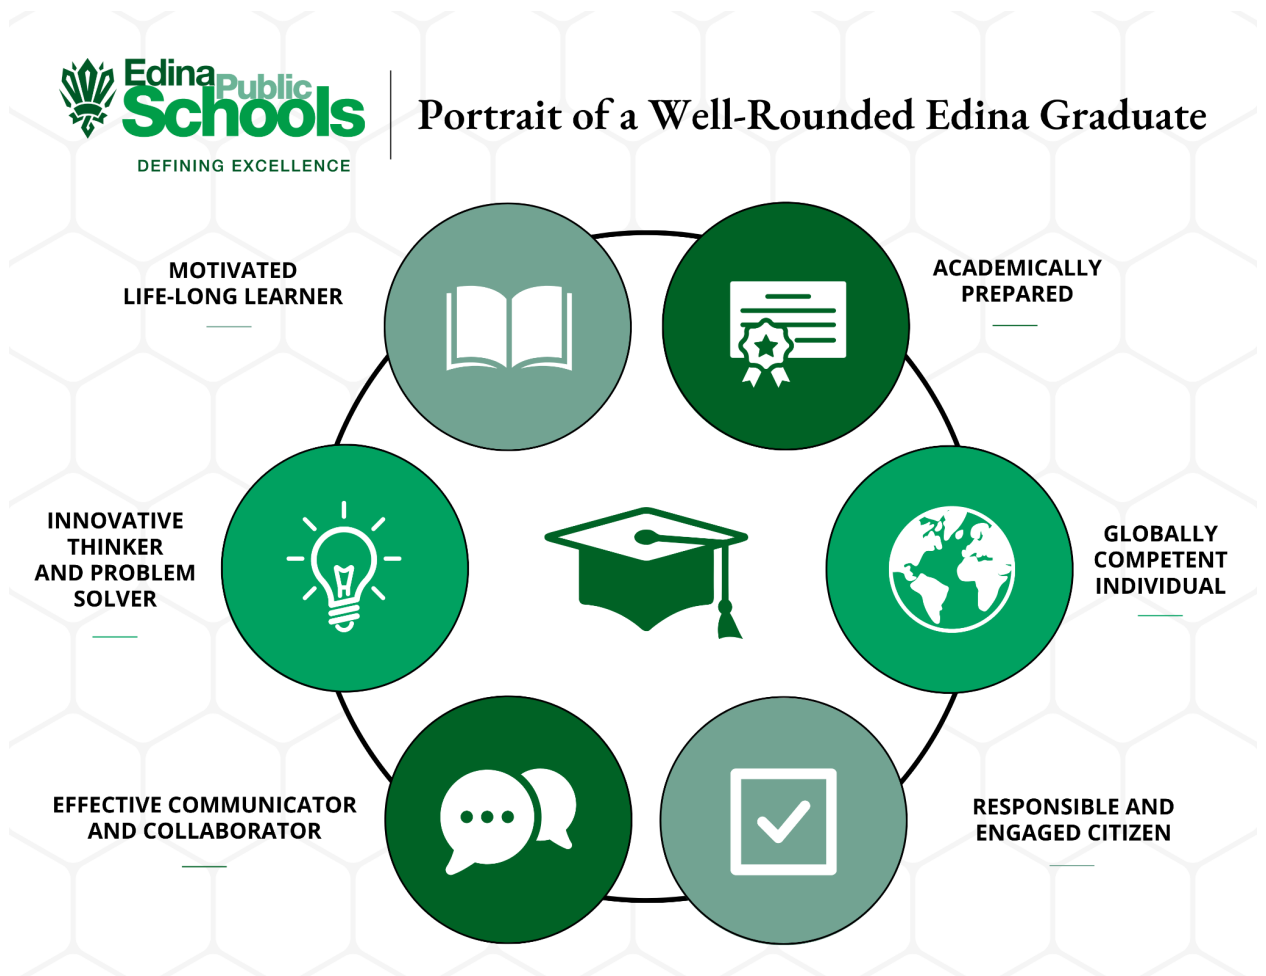 Edina Public
Schools
DEFINING EXCELLENCE
Portrait of a Well-Rounded Edina Graduate
MOTIVATED
LIFE-LONG LEARNER
ACADEMICALLY
PREPARED
INNOVATIVE
THINKER
AND PROBLEM
SOLVER
GLOBALLY
COMPETENT
INDIVIDUAL
EFFECTIVE COMMUNICATOR
AND COLLABORATOR
RESPONSIBLE AND
ENGAGED CITIZEN